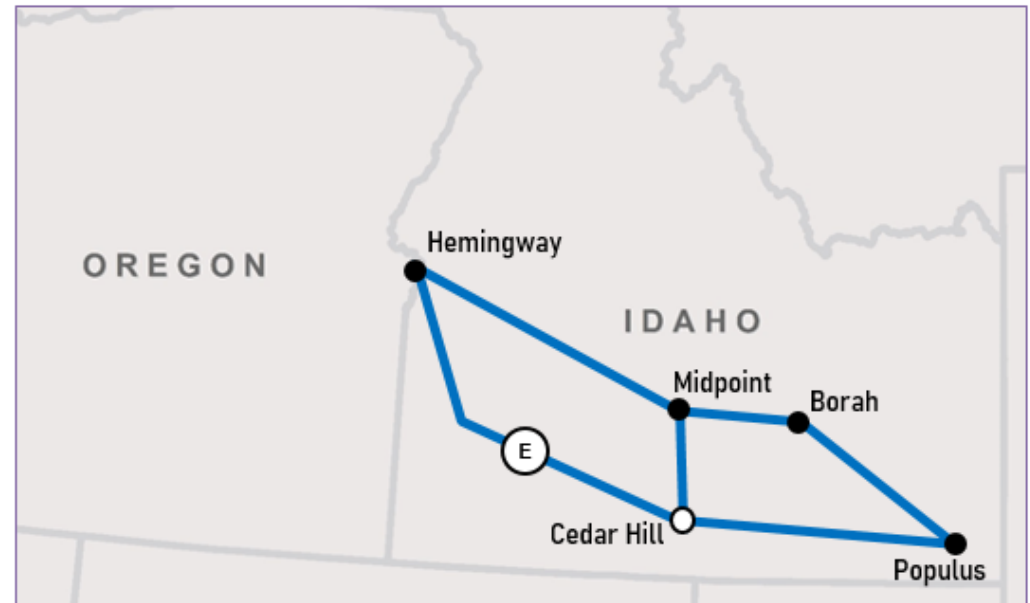 Hemingway
OREGON
IDAHO
Midpoint
Borah
E
Cedar Hill
Populus